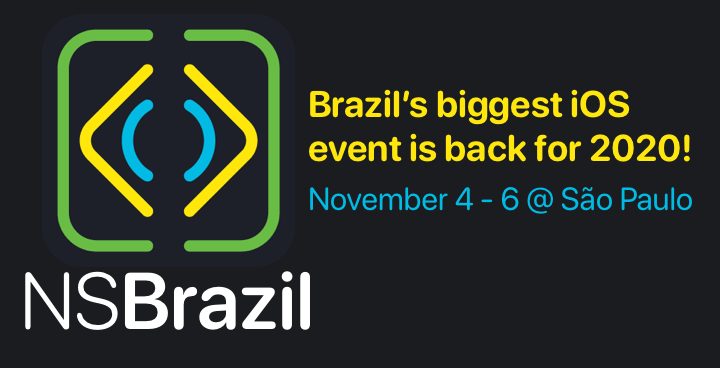 Brazil’s biggest iOS
event is back for 2020!
November 4 - 6 @ São Paulo
NSBrazil